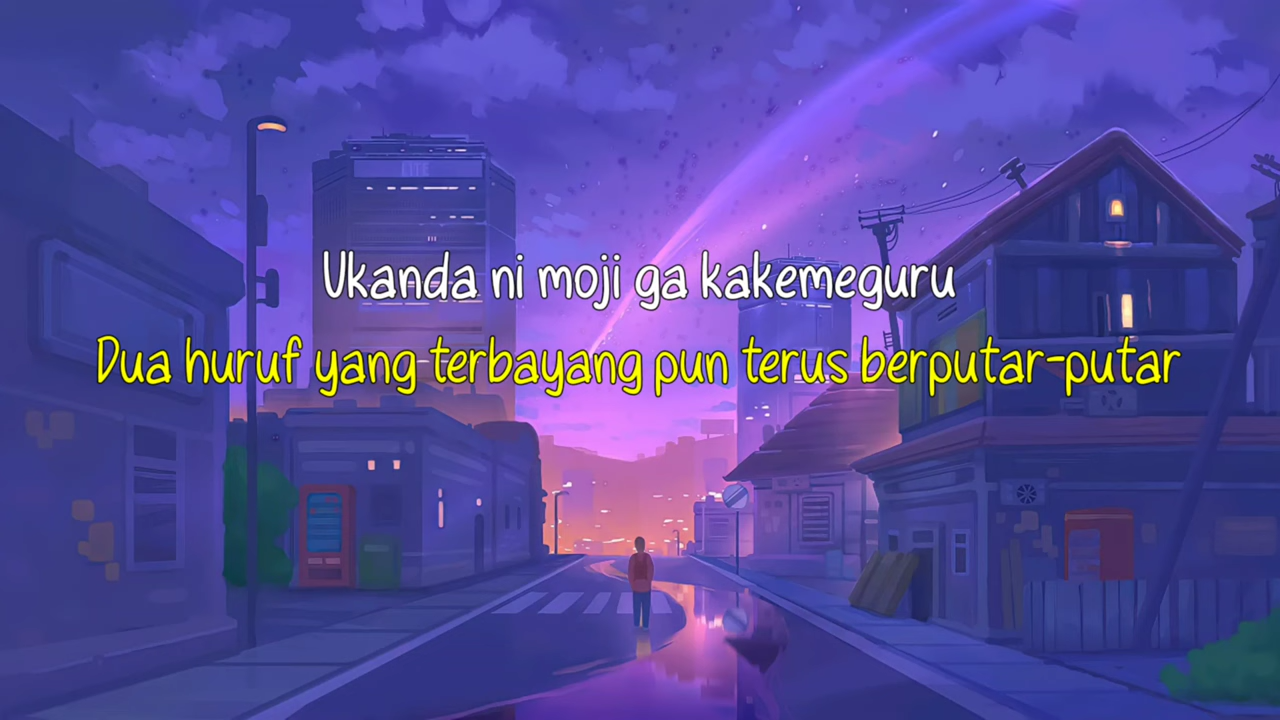 Ukanda ni moji ga kakemeguru
Dua huruf yang terbayang pun terus berputar-putar